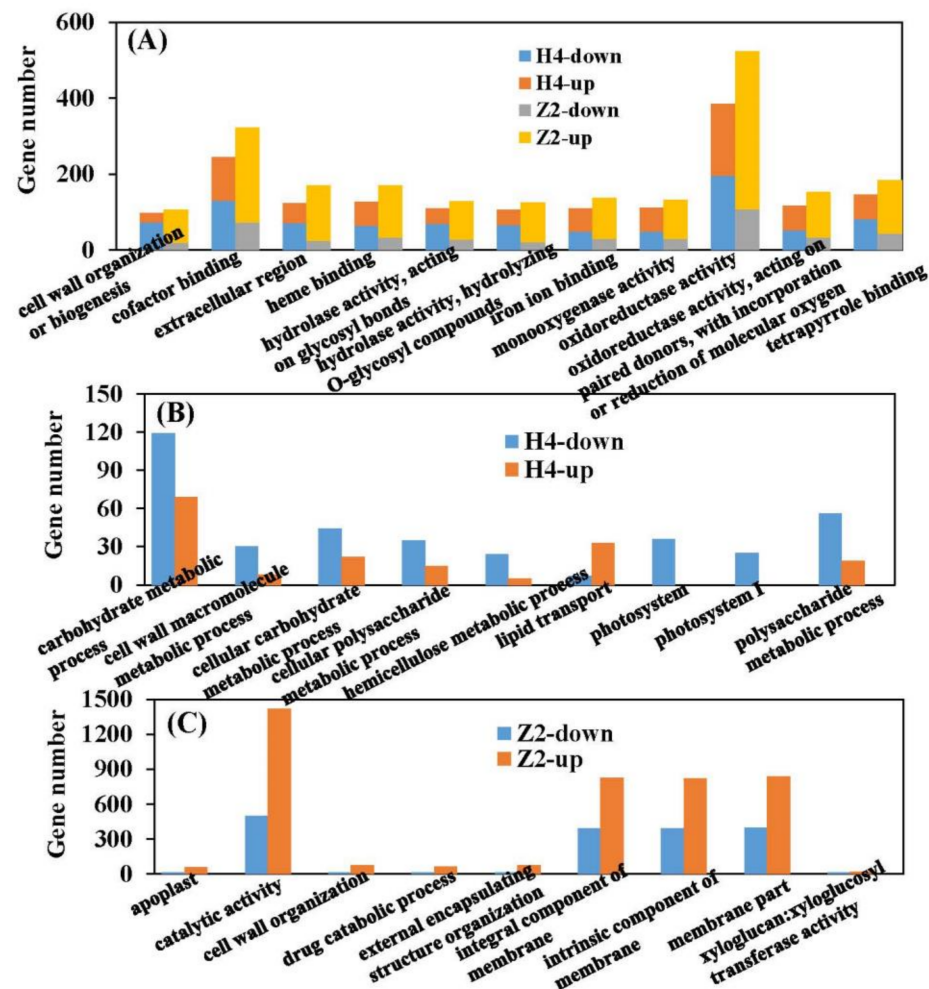 (A)
Gene number
600
400
200
0
H4-down
H4-up
Z2-down
Z2-up
cell wall organization
or biogenesis
cofactor binding
extracellular region
heme binding
hydrolase activity, acting
on glycosyl bonds
hydrolase activity, hydrolyzing
O-glycosyl compounds
iron ion binding
monooxygenase activity
oxidoreductase activity
oxidoreductase activity, acting on
paired donors, with incorporation
or reduction of molecular oxygen
tetrapyrrole binding
(B)
Gene number
150
120
90
60
30
0
H4-down
H4-up
carbohydrate metabolic
process
cell wall macromolecule
metabolic process
cellular carbohydrate
metabolic process
cellular polysaccharide
metabolic process
hemicellulose metabolic process
lipid transport
photosystem
photosystem I
polysaccharide
metabolic process
(C)
Gene number
1500
1200
900
600
300
0
Z2-down
Z2-up
apoplast
catalytic activity
cell wall organization
drug catabolic process
external encapsulating
structure organization
integral component of
membrane
intrinsic component of
membrane
membrane part
xyloglucan:xyloglucosyl
transferase activity